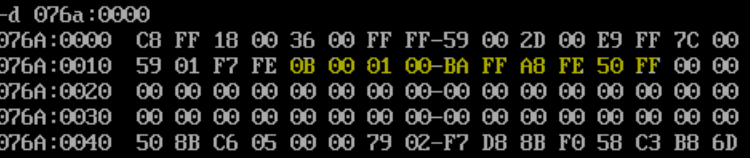 -d 076a:0000
076A:0000 C8 FF 18 00 36 00 FF FF-59 00 2D 00 E9 FF 7C 00
076A:0010 59 01 F7 FE 0B 00 01 00-BA FF A8 FE 50 FF 00 00
076A:0020 00 00 00 00 00 00 00 00-00 00 00 00 00 00 00 00
076A:0030 00 00 00 00 00 00 00 00-00 00 00 00 00 00 00 00
076A:0040 50 8B C6 05 00 00 79 02-F7 D8 8B F0 58 C3 B8 6D